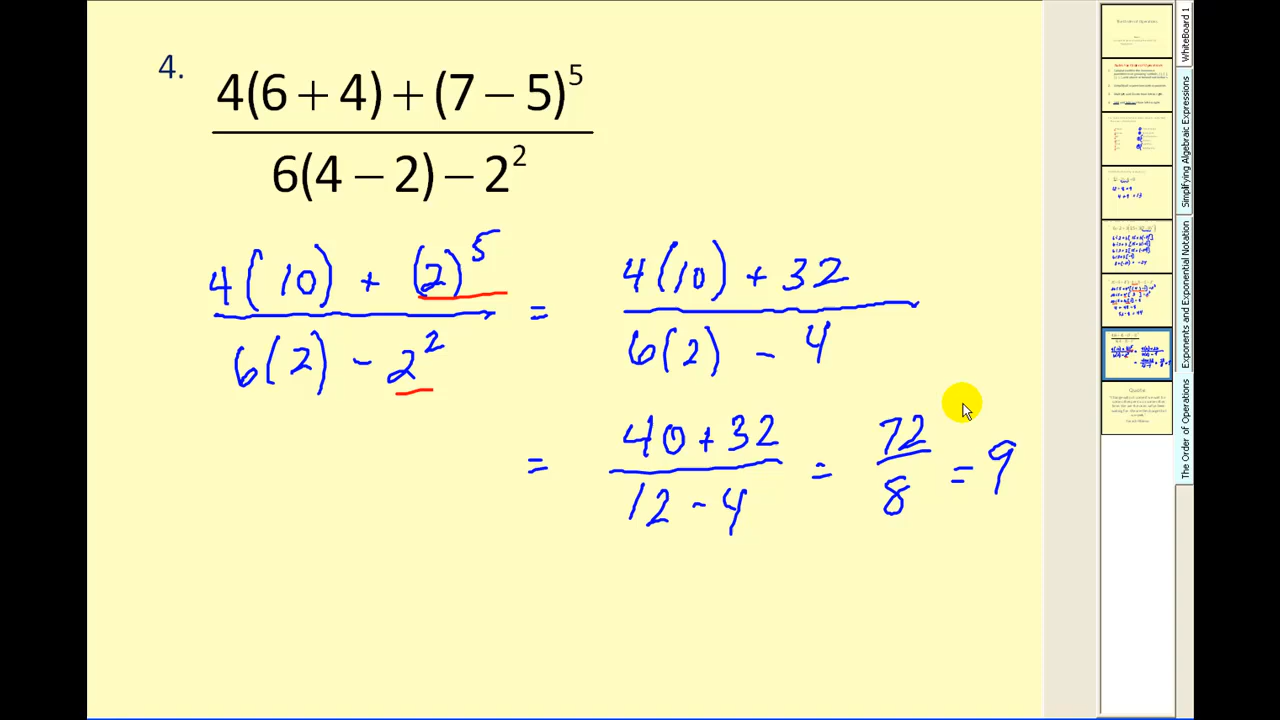 4.
4(6 + 4) + (7 − 5)^5
6(4 − 2) − 2^2
4(10) + (2)^5 = 4(10) + 32
6(2) − 2^2 6(2) − 4
= 40 + 32 = 72 = 9
12 − 4 8
WhiteBoard 1
Simplifying Algebraic Expressions
Exponents and Exponential Notation
The Order of Operations